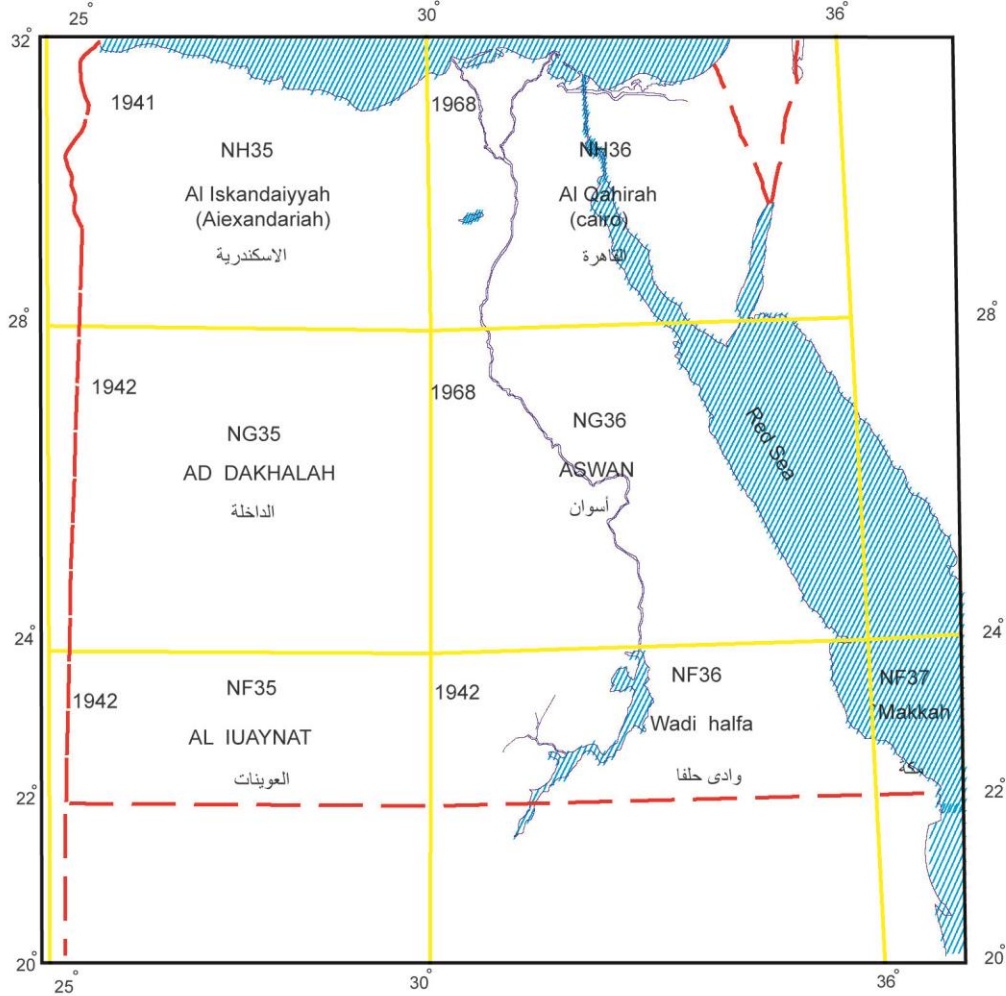 25°
30°
36°
32°
32°
1941
1968
NH35
NH36
Al Iskandaiyyah
(Aiexandariah)
الاسكندرية
Al Qahirah
(cairo)
القاهرة
28°
28°
1942
1968
NG35
NG36
AD DAKHALAH
ASWAN
الداخلة
أسوان
Red Sea
24°
24°
1942
1942
NF35
NF36
NF37
AL IUAYNAT
Wadi halfa
Makkah
العوينات
وادى حلفا
مكة
22°
22°
20°
20°
25°
30°
36°